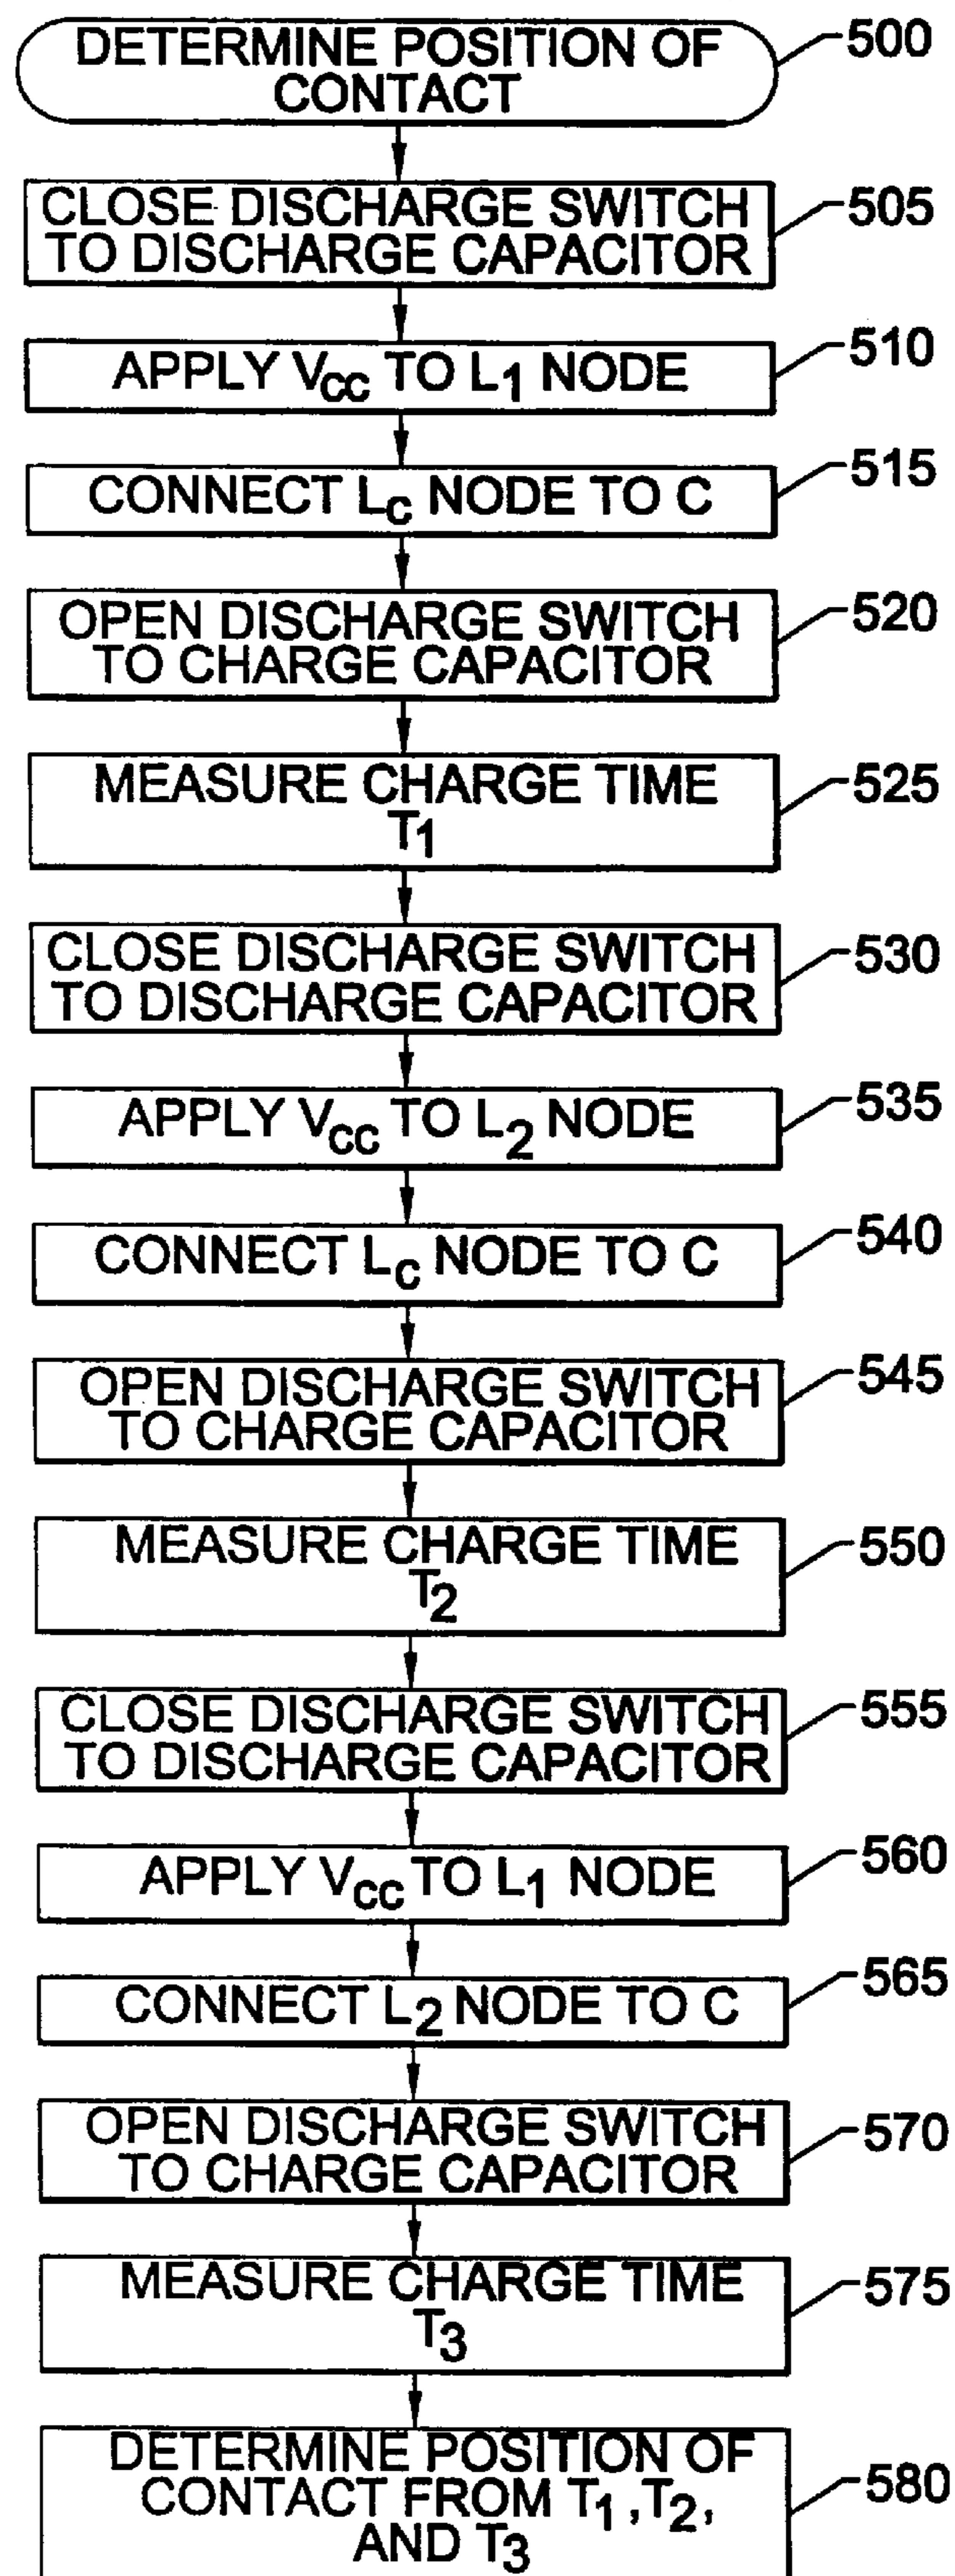 DETERMINE POSITION OF
CONTACT
500
CLOSE DISCHARGE SWITCH
TO DISCHARGE CAPACITOR
505
APPLY VCC TO L1 NODE
510
CONNECT LC NODE TO C
515
OPEN DISCHARGE SWITCH
TO CHARGE CAPACITOR
520
MEASURE CHARGE TIME
T1
525
CLOSE DISCHARGE SWITCH
TO DISCHARGE CAPACITOR
530
APPLY VCC TO L2 NODE
535
CONNECT LC NODE TO C
540
OPEN DISCHARGE SWITCH
TO CHARGE CAPACITOR
545
MEASURE CHARGE TIME
T2
550
CLOSE DISCHARGE SWITCH
TO DISCHARGE CAPACITOR
555
APPLY VCC TO L1 NODE
560
CONNECT L2 NODE TO C
565
OPEN DISCHARGE SWITCH
TO CHARGE CAPACITOR
570
MEASURE CHARGE TIME
T3
575
DETERMINE POSITION OF
CONTACT FROM T1 ,T2,
AND T3
580